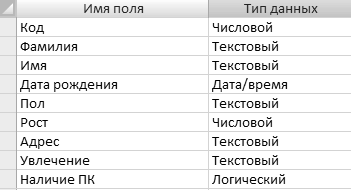 Имя поля Тип данных
Код Числовой
Фамилия Текстовый
Имя Текстовый
Дата рождения Дата/время
Пол Текстовый
Рост Числовой
Адрес Текстовый
Увлечение Текстовый
Наличие ПК Логический